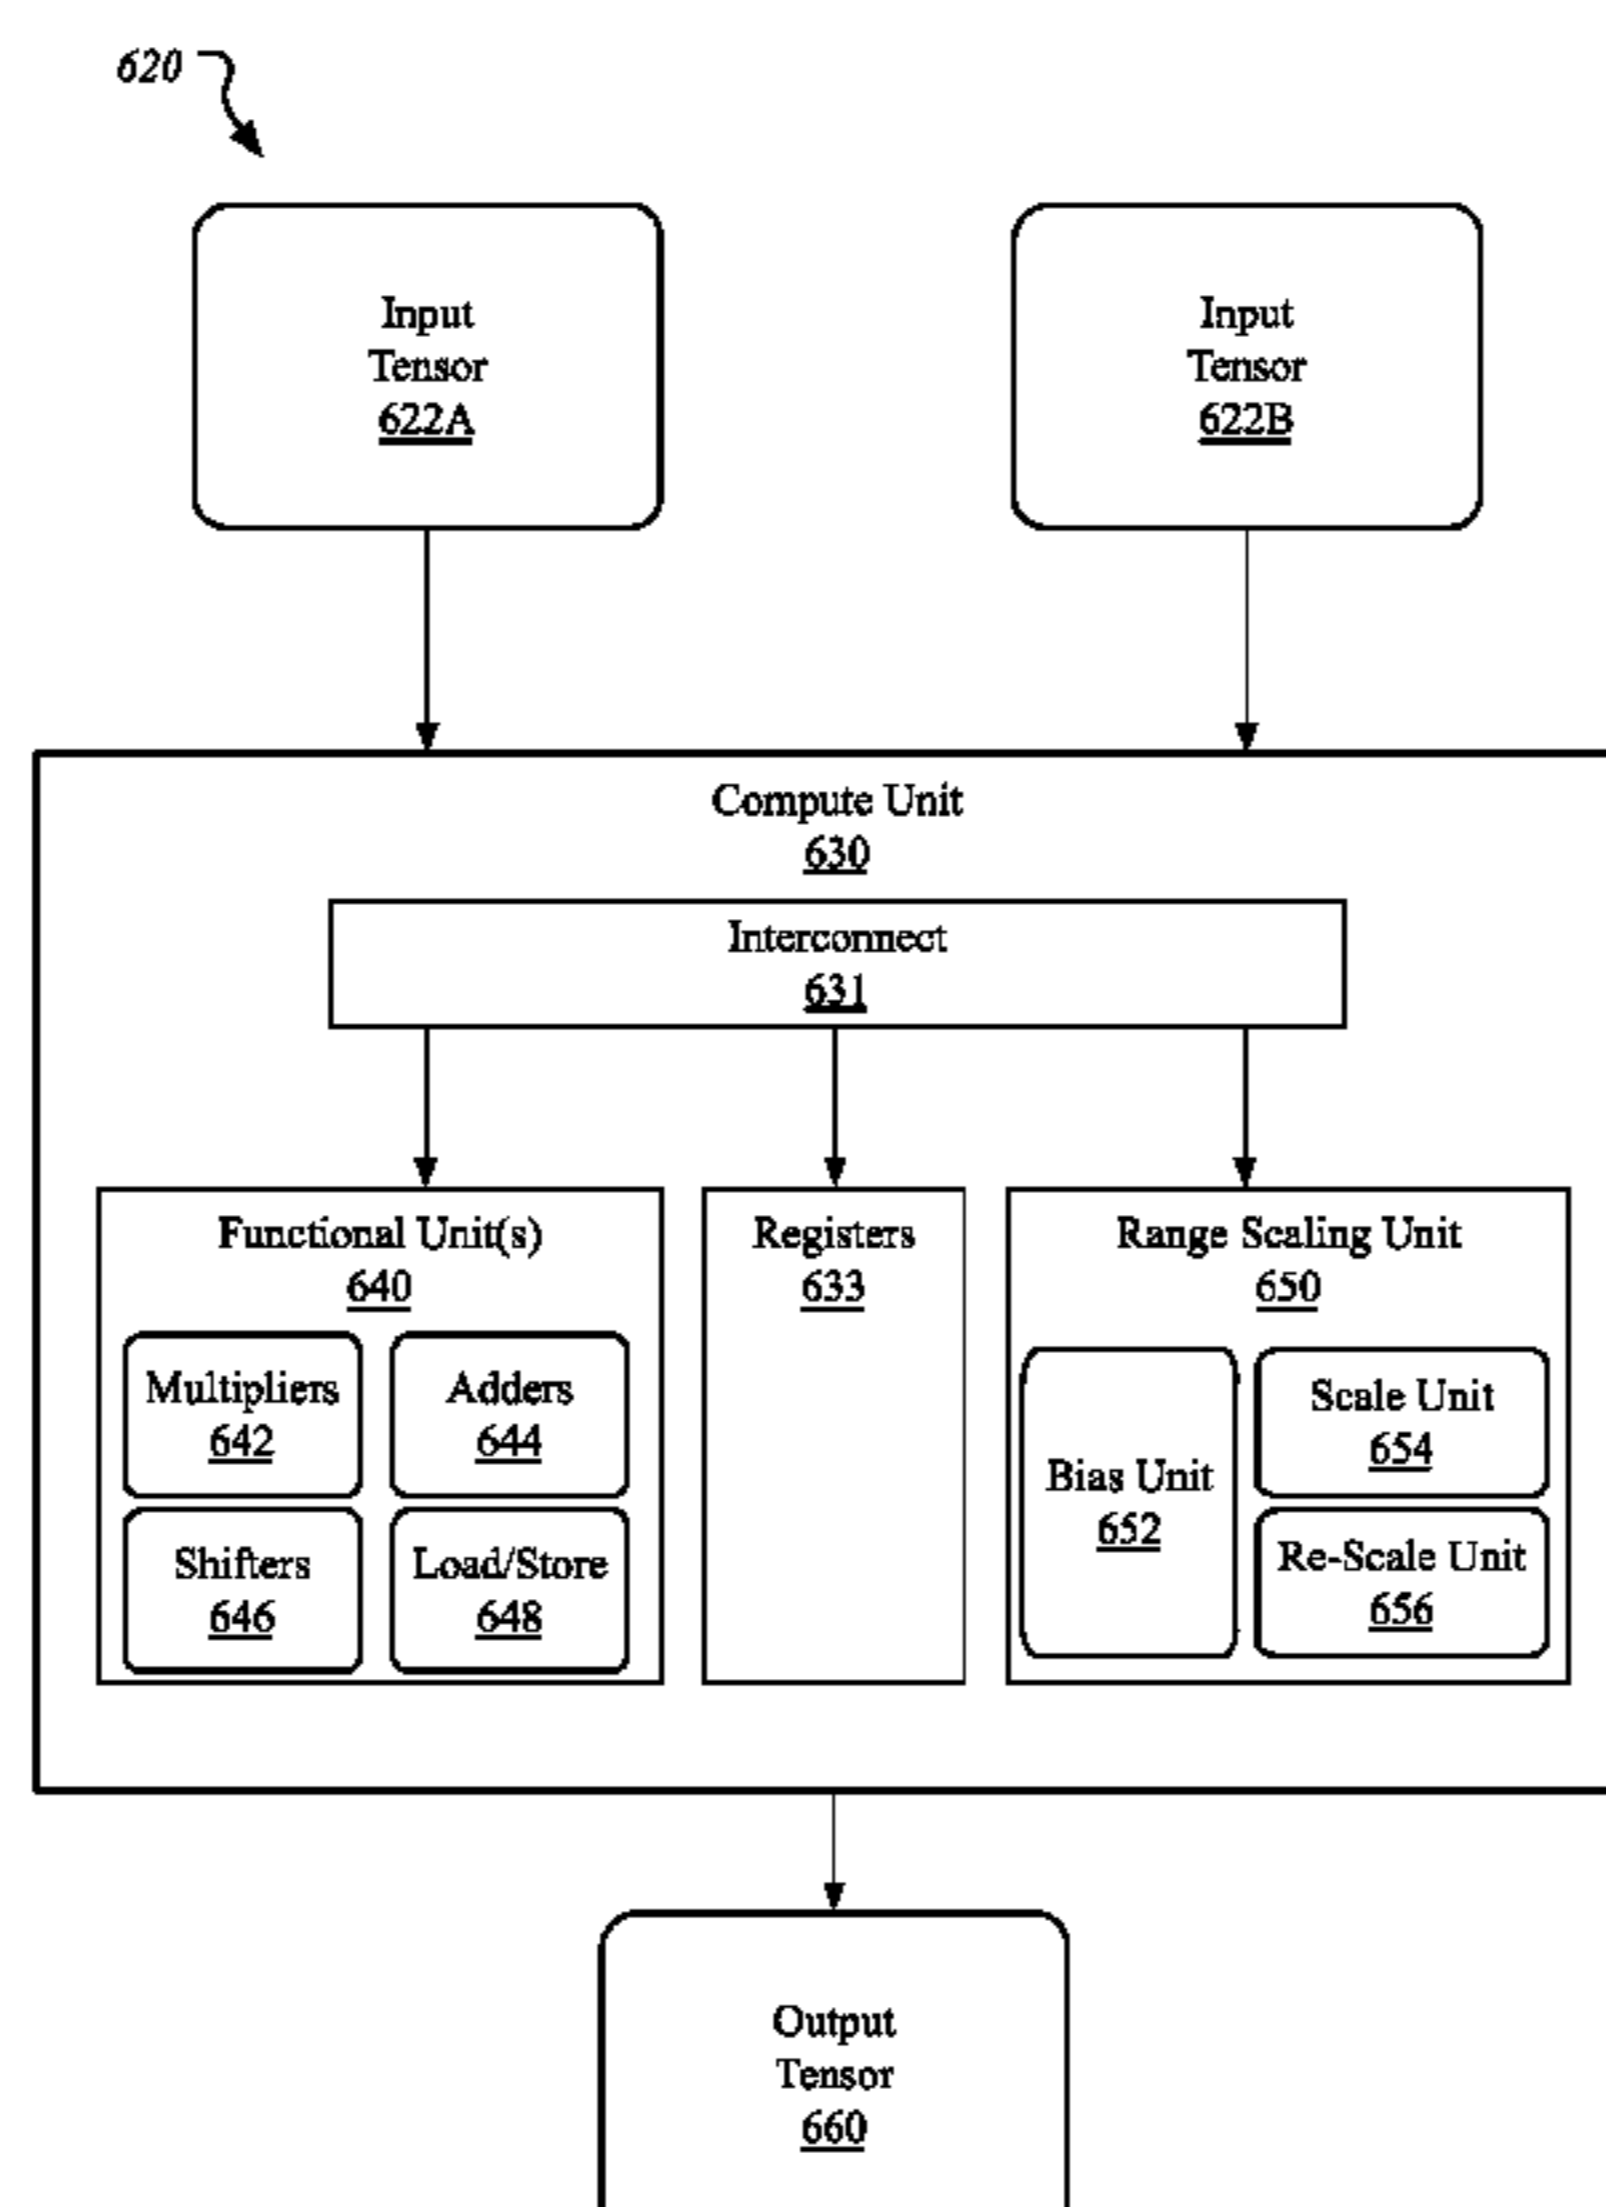 620
Input
Tensor
622A
Input
Tensor
622B
Compute Unit
630
Interconnect
631
Functional Unit(s)
640
Multipliers
642
Adders
644
Shifters
646
Load/Store
648
Registers
633
Range Scaling Unit
650
Bias Unit
652
Scale Unit
654
Re-Scale Unit
656
Output
Tensor
660